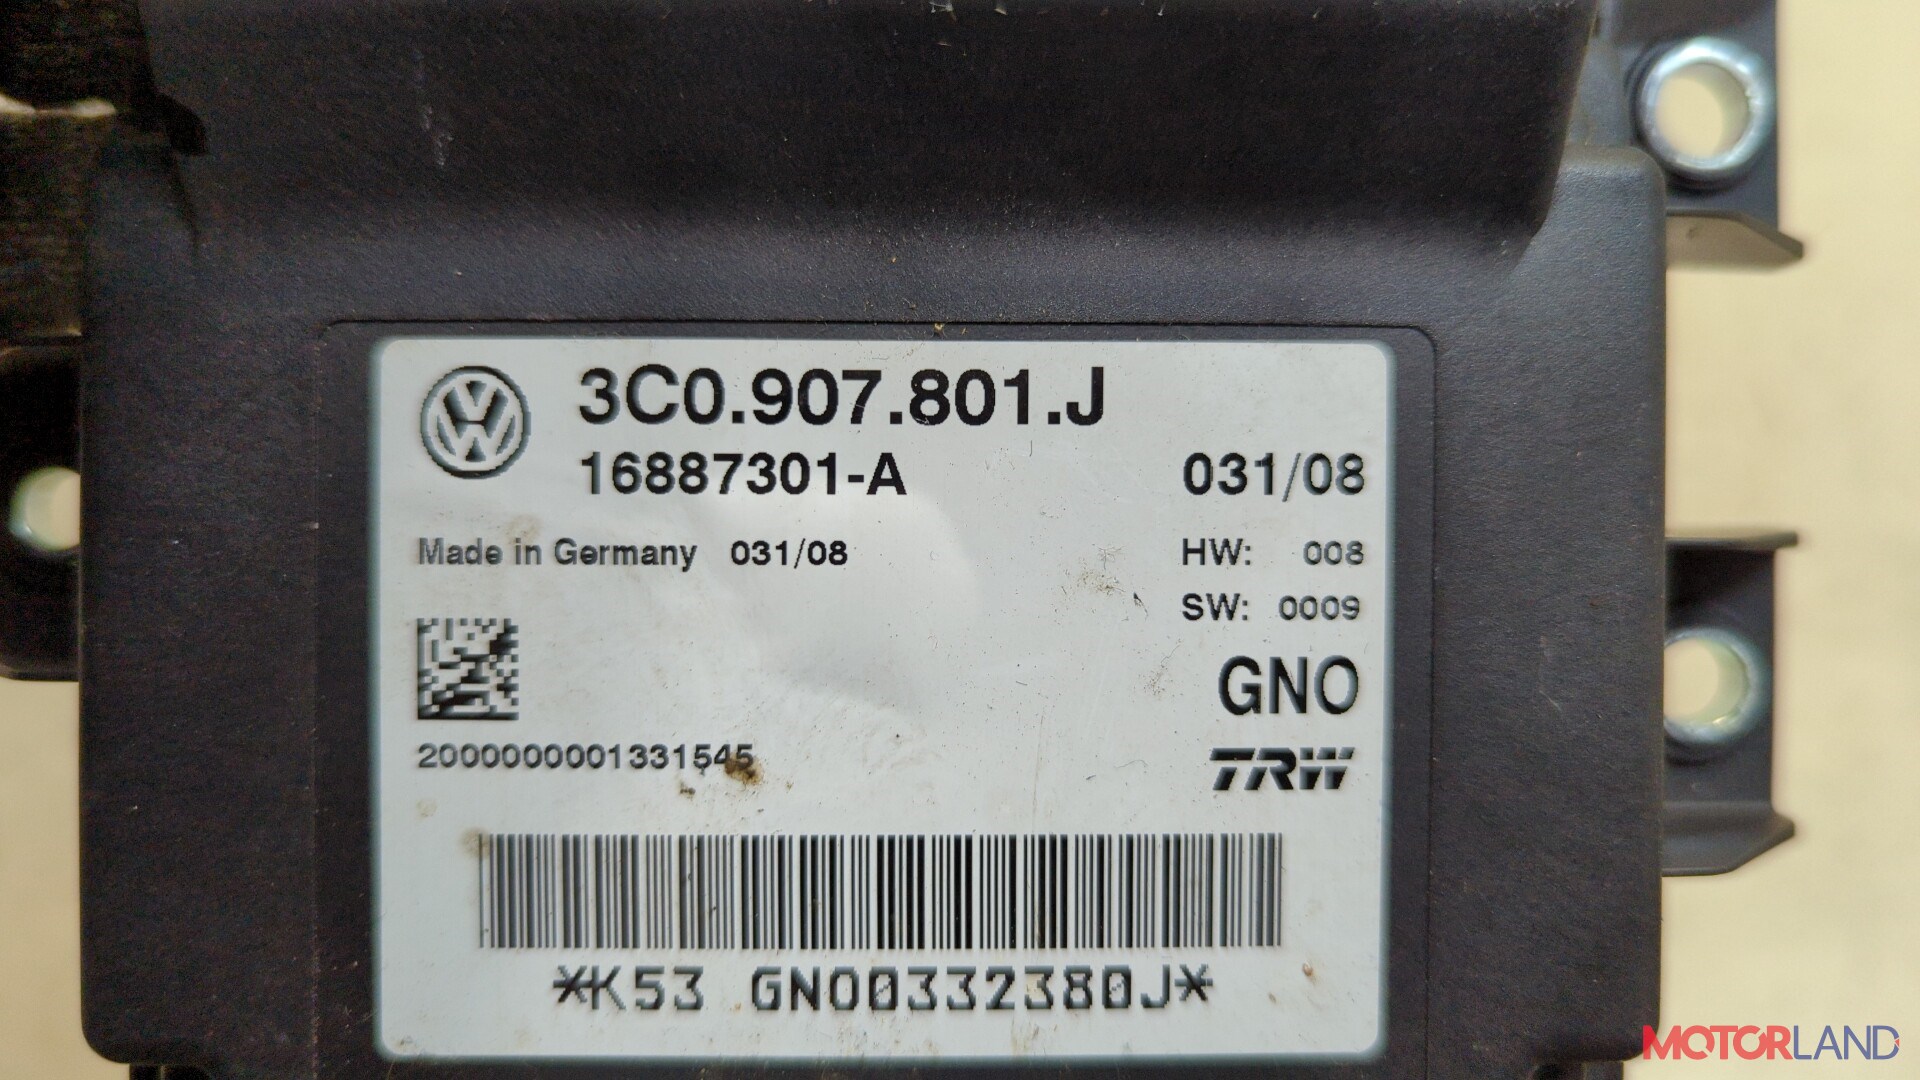 3C0.907.801.J
16887301-A 031/08
Made in Germany 031/08 HW: 008
SW: 0009
GNO
2000000001331545
TRW
*K53 GNO0332380J*
MOTORLAND